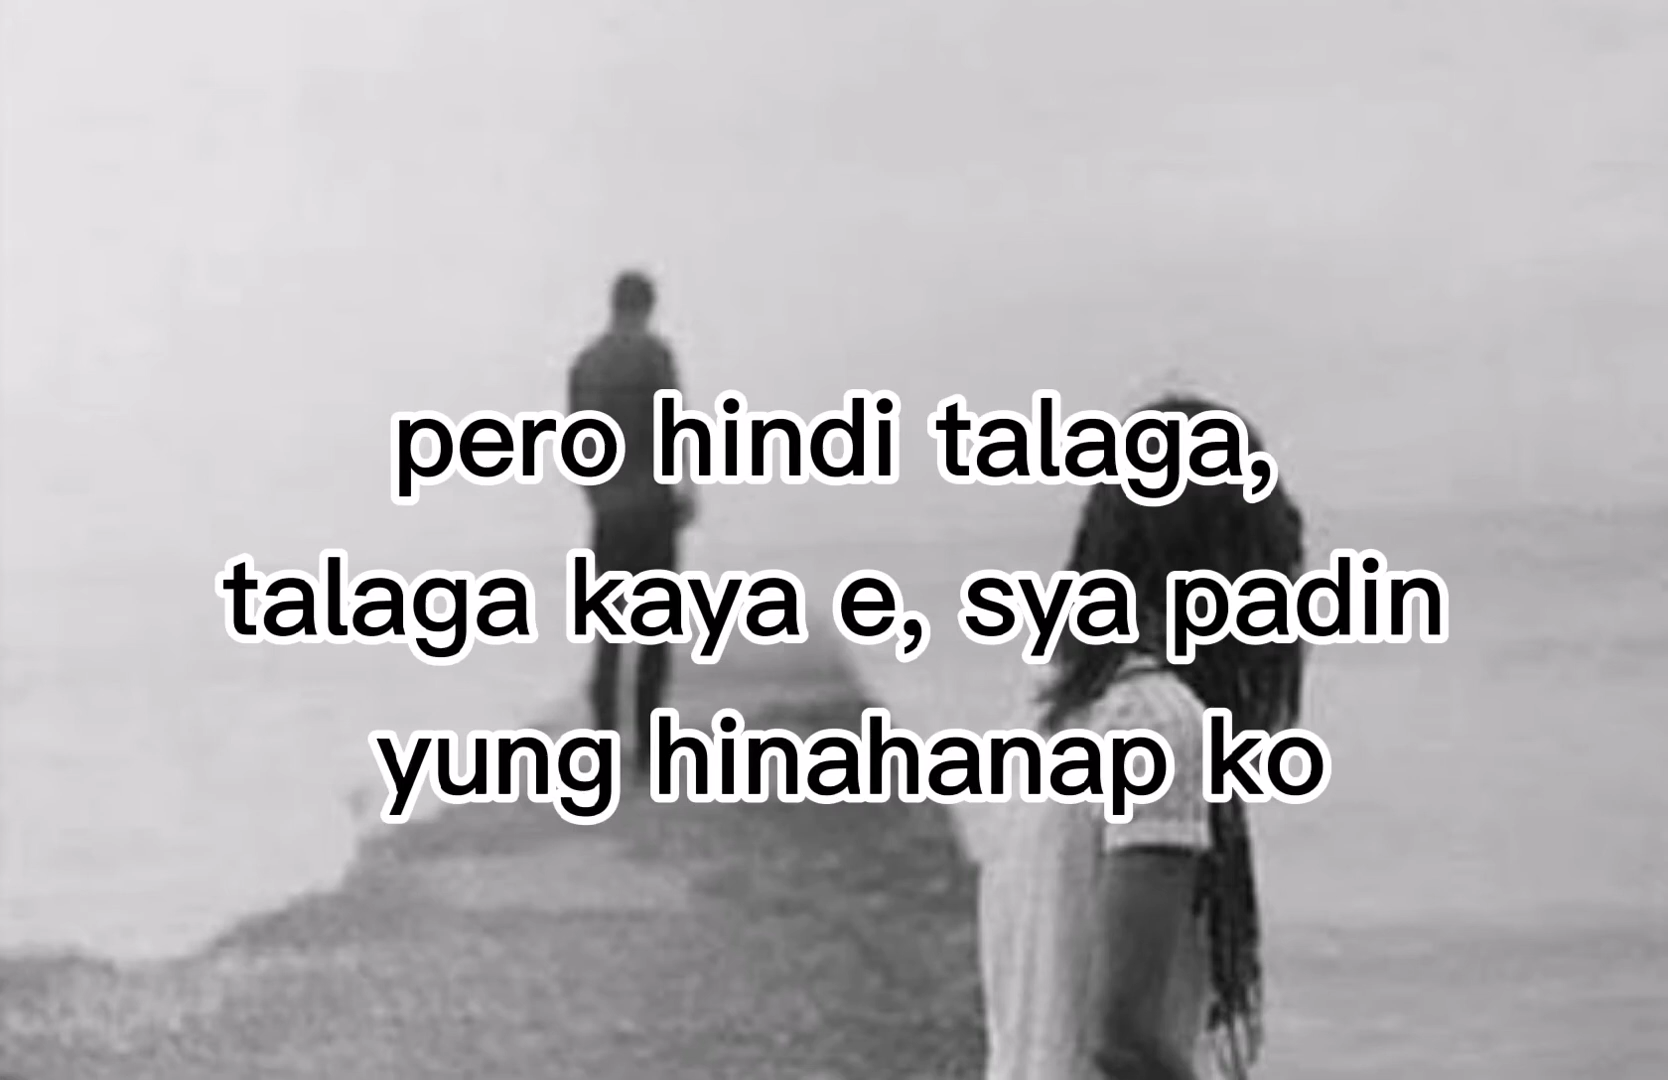 pero hindi talaga,
talaga kaya e, sya padin
yung hinahanap ko